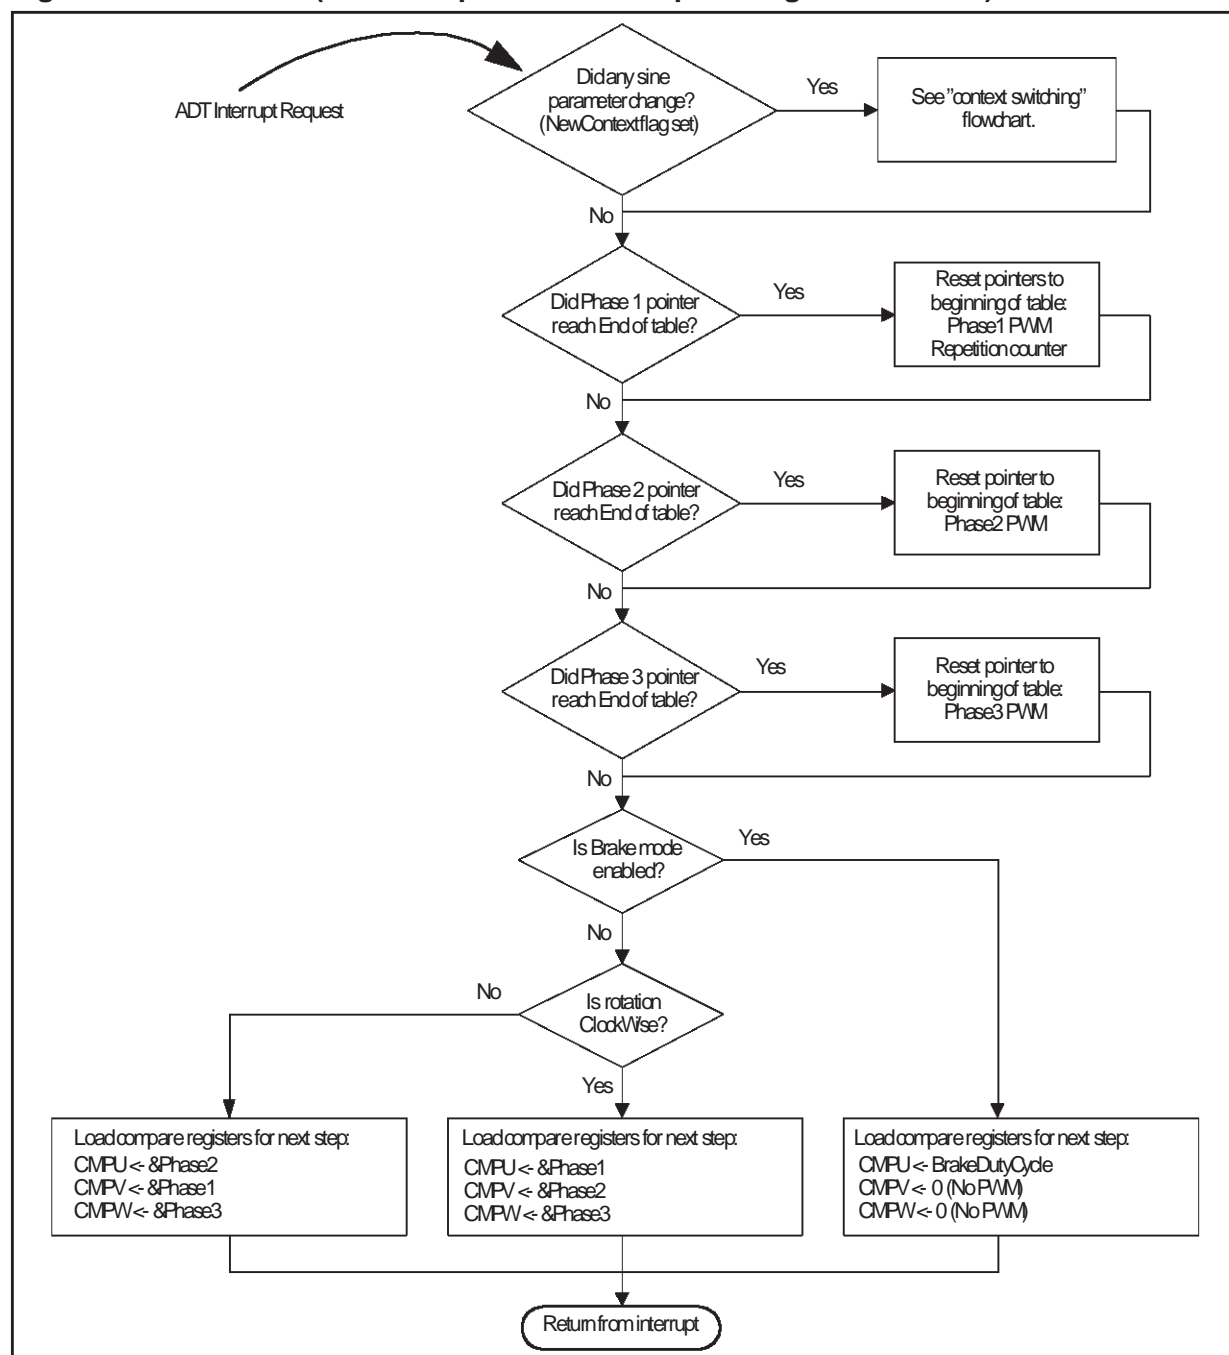 ADT Interrupt Request
Did any sine
parameter change?
(NewContext flag set)
Yes
See "context switching"
flowchart.
No
Did Phase 1 pointer
reach End of table?
Yes
Reset pointers to
beginning of table:
Phase1 PWM
Repetition counter
No
Did Phase 2 pointer
reach End of table?
Yes
Reset pointer to
beginning of table:
Phase2 PWM
No
Did Phase 3 pointer
reach End of table?
Yes
Reset pointer to
beginning of table:
Phase3 PWM
No
Is Brake mode
enabled?
Yes
No
Is rotation
ClockWise?
No
Yes
Load compare registers for next step:
CMPU <- &Phase2
CMPV <- &Phase1
CMPW <- &Phase3
Load compare registers for next step:
CMPU <- &Phase1
CMPV <- &Phase2
CMPW <- &Phase3
Load compare registers for next step:
CMPU <- BrakeDutyCycle
CMPV <- 0 (No PWM)
CMPW <- 0 (No PWM)
Return from interrupt